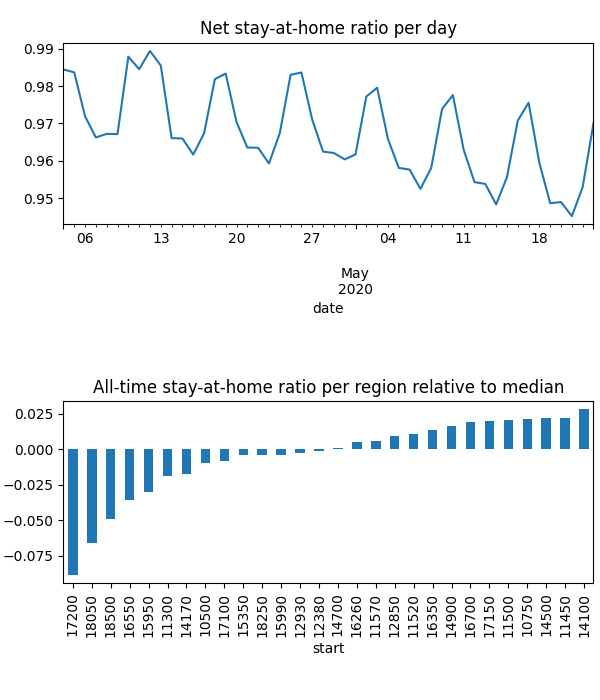 Net stay-at-home ratio per day
0.99
0.98
0.97
0.96
0.95
06 13 20 27 04 11 18
May
2020
date
All-time stay-at-home ratio per region relative to median
0.025
0.000
−0.025
−0.050
−0.075
17200 18050 18500 16550 15950 11300 14170 10500 17100 15350 18250 15990 12930 12380 14700 16260 11570 12850 11520 16350 14900 16700 17150 11500 10750 14500 11450 14100
start